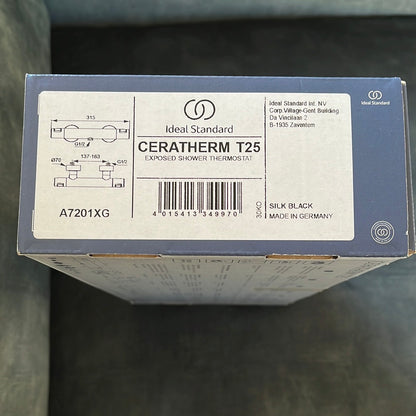 315
G1/2
Ø70
137-163
G1/2
A7201XG
Ideal Standard
CERATHERM T25
EXPOSED SHOWER THERMOSTAT
4 015413 349970
Ideal Standard Int. NV
Corp.Village-Gent Building
Da Vincilaan 2
B-1935 Zaventem
30KO
SILK BLACK
MADE IN GERMANY
Ideal Standard